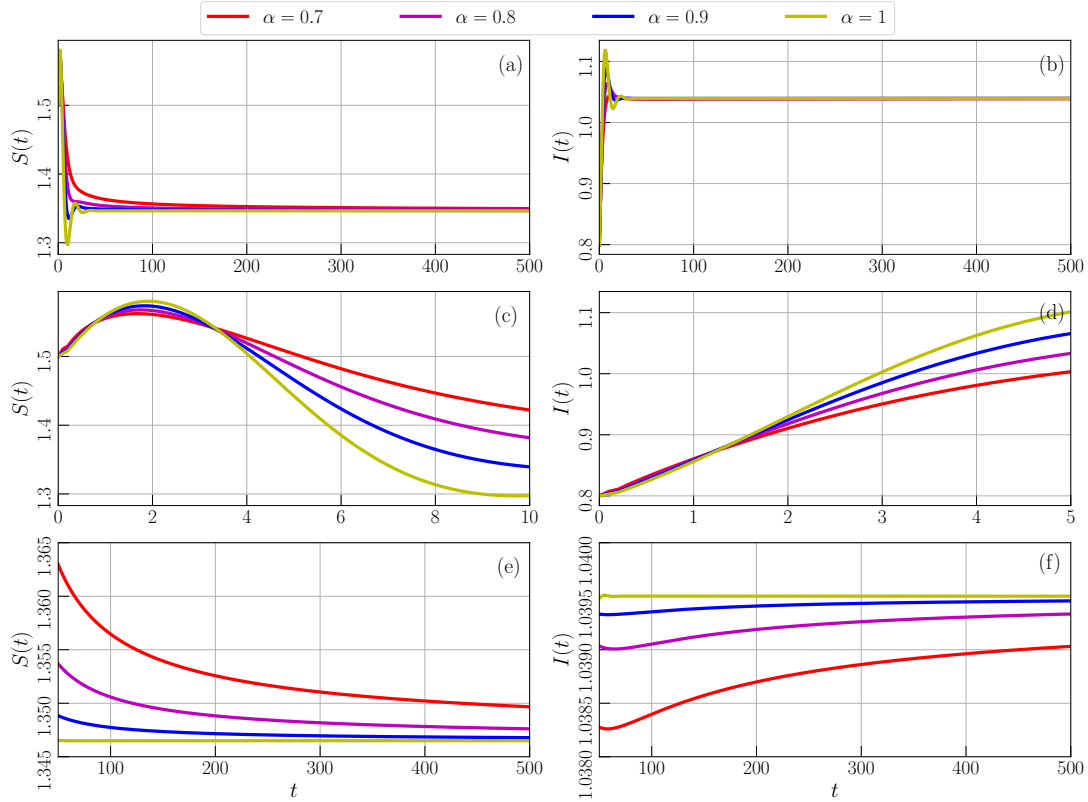 α = 0.7 α = 0.8 α = 0.9 α = 1
(a)
S(t)
1.5
1.4
1.3
0 100 200 300 400 500
(b)
I(t)
1.1
1.0
0.9
0.8
0 100 200 300 400 500
(c)
S(t)
1.5
1.4
1.3
0 2 4 6 8 10
(d)
I(t)
1.1
1.0
0.9
0.8
0 1 2 3 4 5
(e)
S(t)
1.365
1.360
1.355
1.350
1.345
100 200 300 400 500
t
(f)
I(t)
1.0400
1.0395
1.0390
1.0385
1.0380
100 200 300 400 500
t